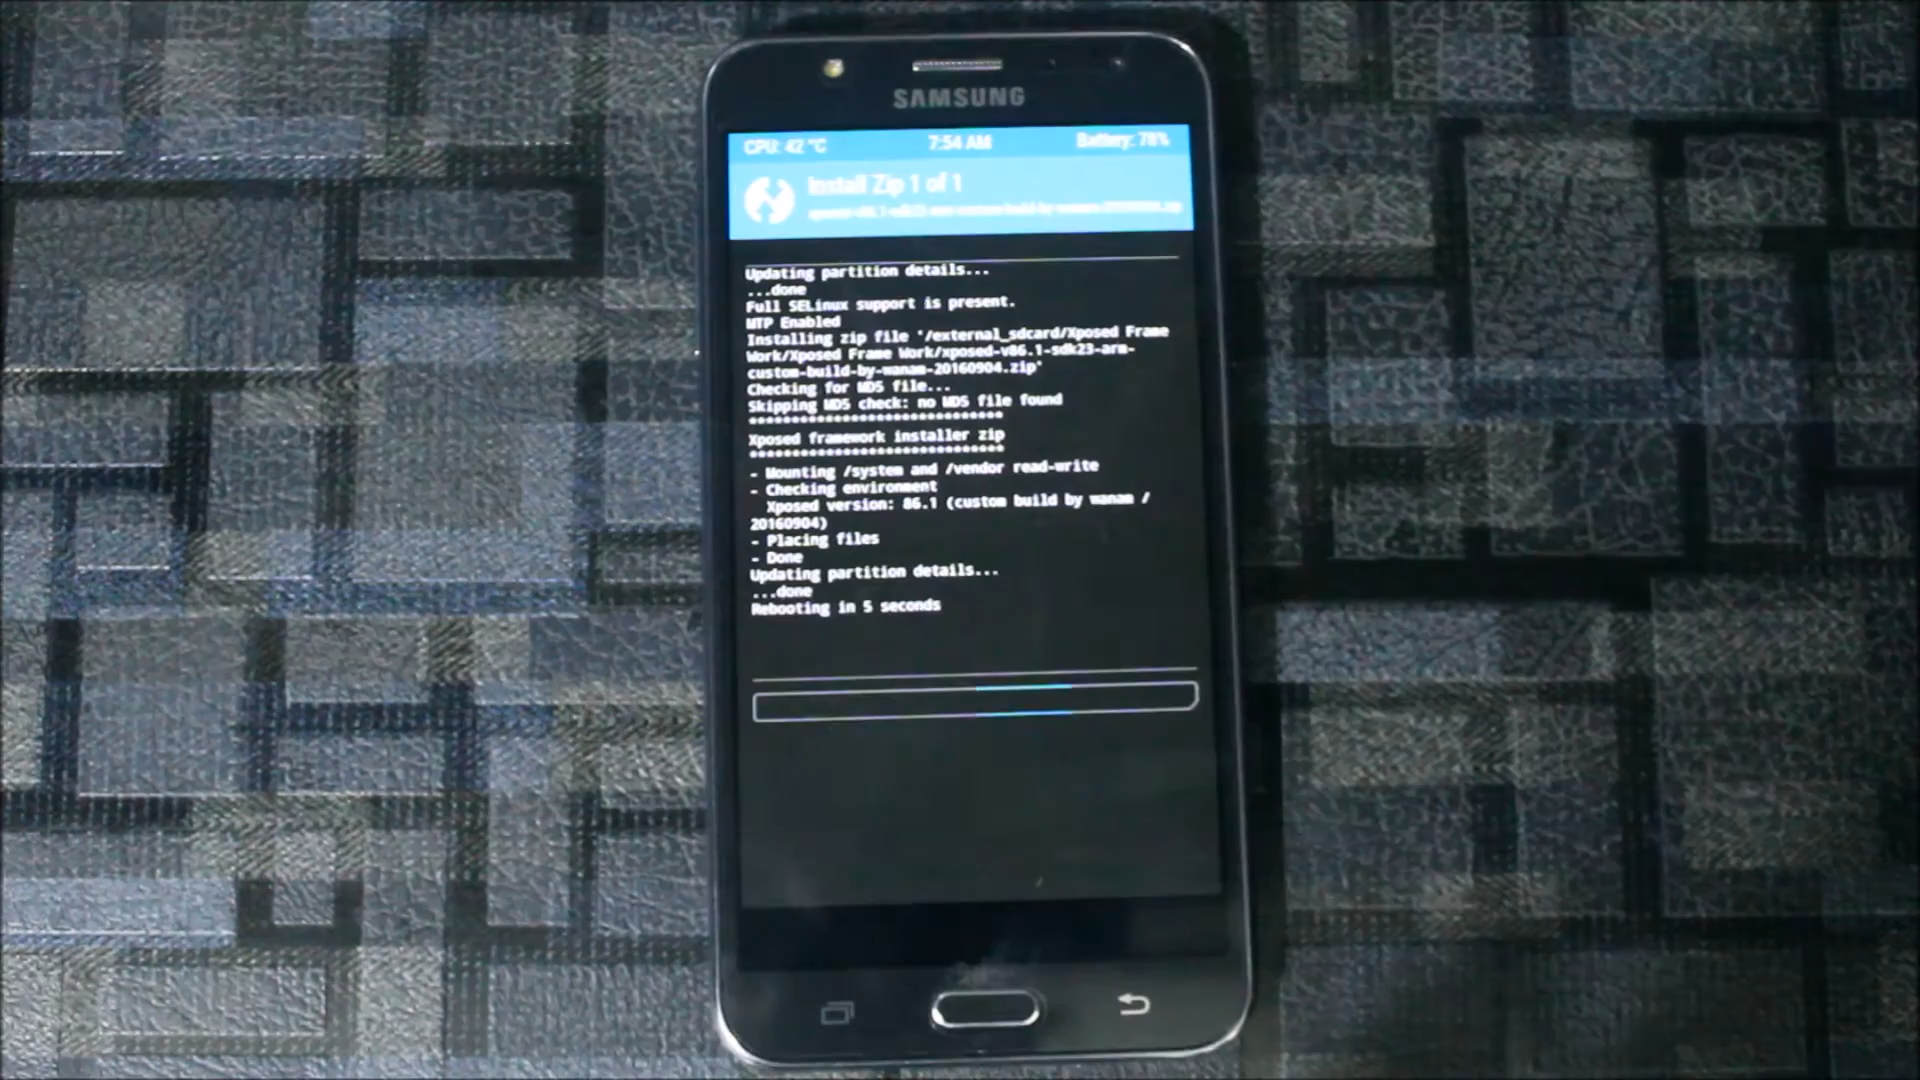 SAMSUNG
CPU: 42 °C 7:54 AM Battery: 78%
Install Zip 1 of 1
Updating partition details...
...done
Full SELinux support is present.
MTP Enabled
Installing zip file '/external_sdcard/Xposed Frame
Work/Xposed Frame Work/xposed-v86.1-sdk23-arm-
custom-build-by-wanam-20160904.zip'
Checking for MD5 file...
Skipping MD5 check: no MD5 file found
******************************
Xposed framework installer zip
******************************
- Mounting /system and /vendor read-write
- Checking environment
Xposed version: 86.1 (custom build by wanam /
20160904)
- Placing files
- Done
Updating partition details...
...done
Rebooting in 5 seconds